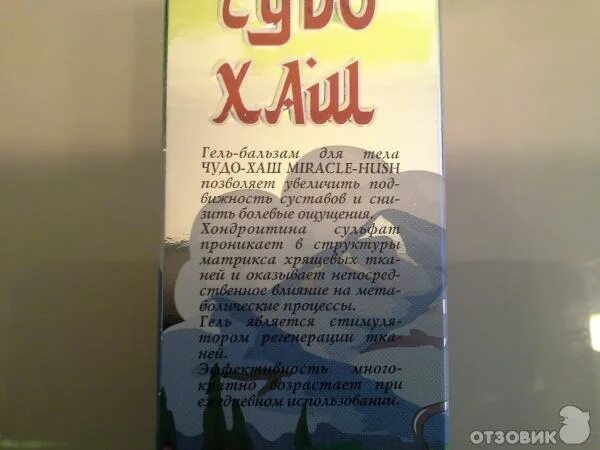 ЧУДО
ХАШ
Гель-бальзам для тела
ЧУДО-ХАШ MIRACLE-HUSH
позволяет увеличить под-
вижность суставов и сни-
зить болевые ощущения.
Хондроитина сульфат
проникает в структуры
матрикса хрящевых тка-
ней и оказывает непосред-
ственное влияние на мета-
болические процессы.
Гель является стимуля-
тором регенерации тка-
ней.
Эффективность много-
кратно возрастает при
ежедневном использовании.
ОТЗОВИК